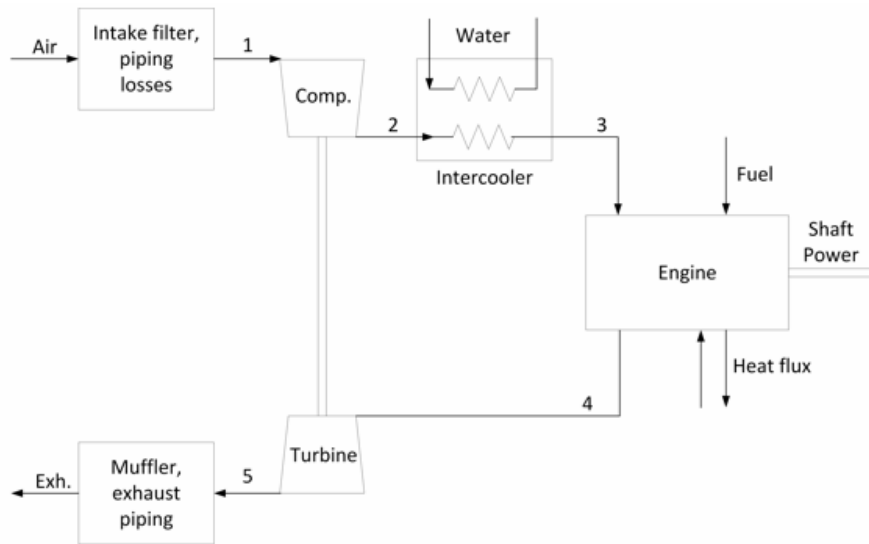 Air
Intake filter,
piping
losses
1
Comp.
Water
2
3
Intercooler
Fuel
Shaft
Power
Engine
Heat flux
4
Turbine
5
Muffler,
exhaust
piping
Exh.